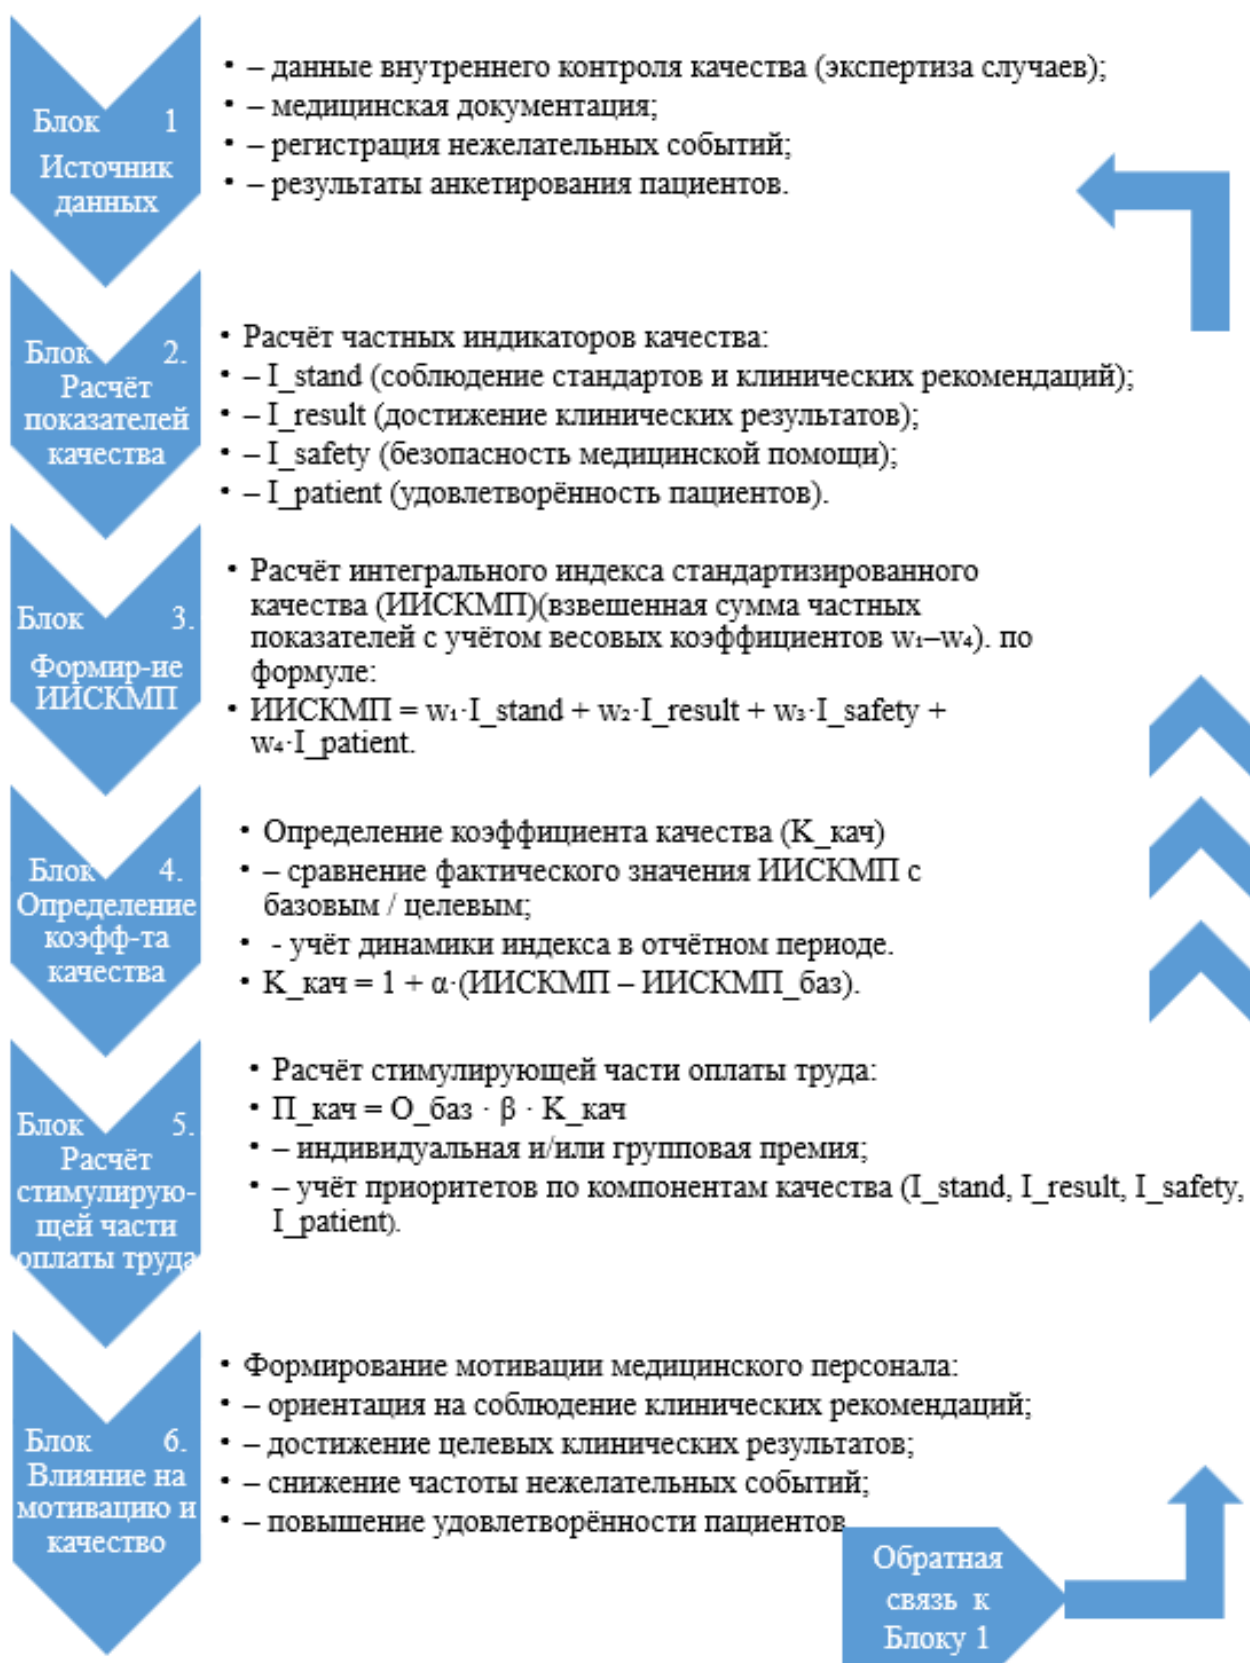 Блок 1
Источник
данных
• – данные внутреннего контроля качества (экспертиза случаев);
• – медицинская документация;
• – регистрация нежелательных событий;
• – результаты анкетирования пациентов.
Блок 2.
Расчёт
показателей
качества
• Расчёт частных индикаторов качества:
• – I_stand (соблюдение стандартов и клинических рекомендаций);
• – I_result (достижение клинических результатов);
• – I_safety (безопасность медицинской помощи);
• – I_patient (удовлетворённость пациентов).
Блок 3.
Формир-ие
ИИСКМП
• Расчёт интегрального индекса стандартизированного
качества (ИИСКМП)(взвешенная сумма частных
показателей с учётом весовых коэффициентов w₁–w₄). по
формуле:
• ИИСКМП = w₁·I_stand + w₂·I_result + w₃·I_safety +
w₄·I_patient.
Блок 4.
Определение
коэфф-та
качества
• Определение коэффициента качества (K_кач)
• – сравнение фактического значения ИИСКМП с
базовым / целевым;
• - учёт динамики индекса в отчётном периоде.
• K_кач = 1 + α·(ИИСКМП – ИИСКМП_баз).
Блок 5.
Расчёт
стимулирую-
щей части
оплаты труда
• Расчёт стимулирующей части оплаты труда:
• П_кач = О_баз · β · K_кач
• – индивидуальная и/или групповая премия;
• – учёт приоритетов по компонентам качества (I_stand, I_result, I_safety,
I_patient).
Блок 6.
Влияние на
мотивацию и
качество
• Формирование мотивации медицинского персонала:
• – ориентация на соблюдение клинических рекомендаций;
• – достижение целевых клинических результатов;
• – снижение частоты нежелательных событий;
• – повышение удовлетворённости пациентов
Обратная
связь к
Блоку 1